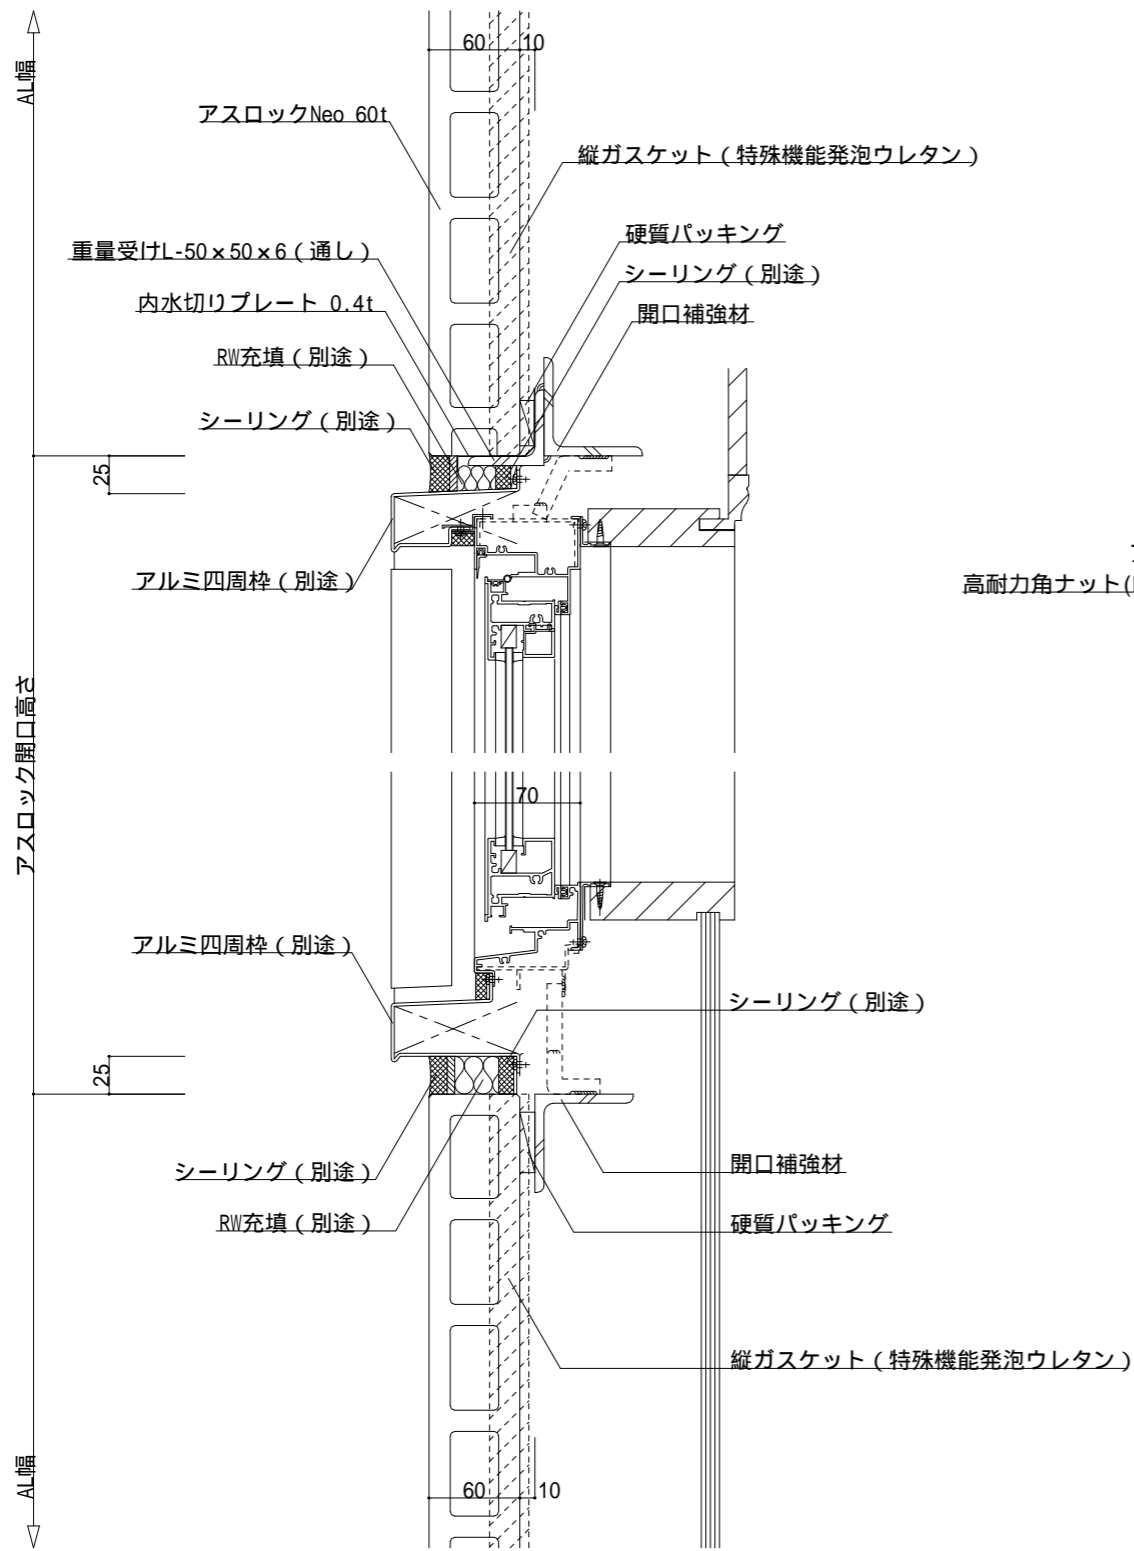 60
10
AL幅
アスロックNeo 60t
縦ガスケット（特殊機能発泡ウレタン）
硬質パッキング
重量受けL-50×50×6（通し）
シーリング（別途）
内水切りプレート 0.4t
開口補強材
RW充填（別途）
シーリング（別途）
25
アルミ四周枠（別途）
高耐力角ナット(
アスロック開口高さ
70
アルミ四周枠（別途）
シーリング（別途）
25
シーリング（別途）
開口補強材
RW充填（別途）
硬質パッキング
縦ガスケット（特殊機能発泡ウレタン）
AL幅
60
10